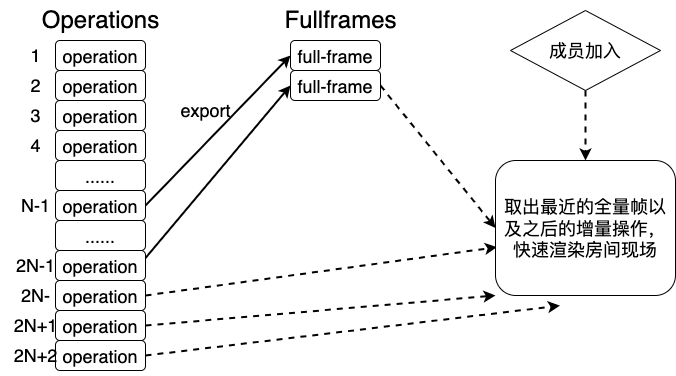 Operations
Fullframes
成员加入
1 operation
full-frame
2 operation
full-frame
3 operation
export
4 operation
......
N-1 operation
取出最近的全量帧以
及之后的增量操作，
快速渲染房间现场
......
2N-1 operation
2N- operation
2N+1 operation
2N+2 operation